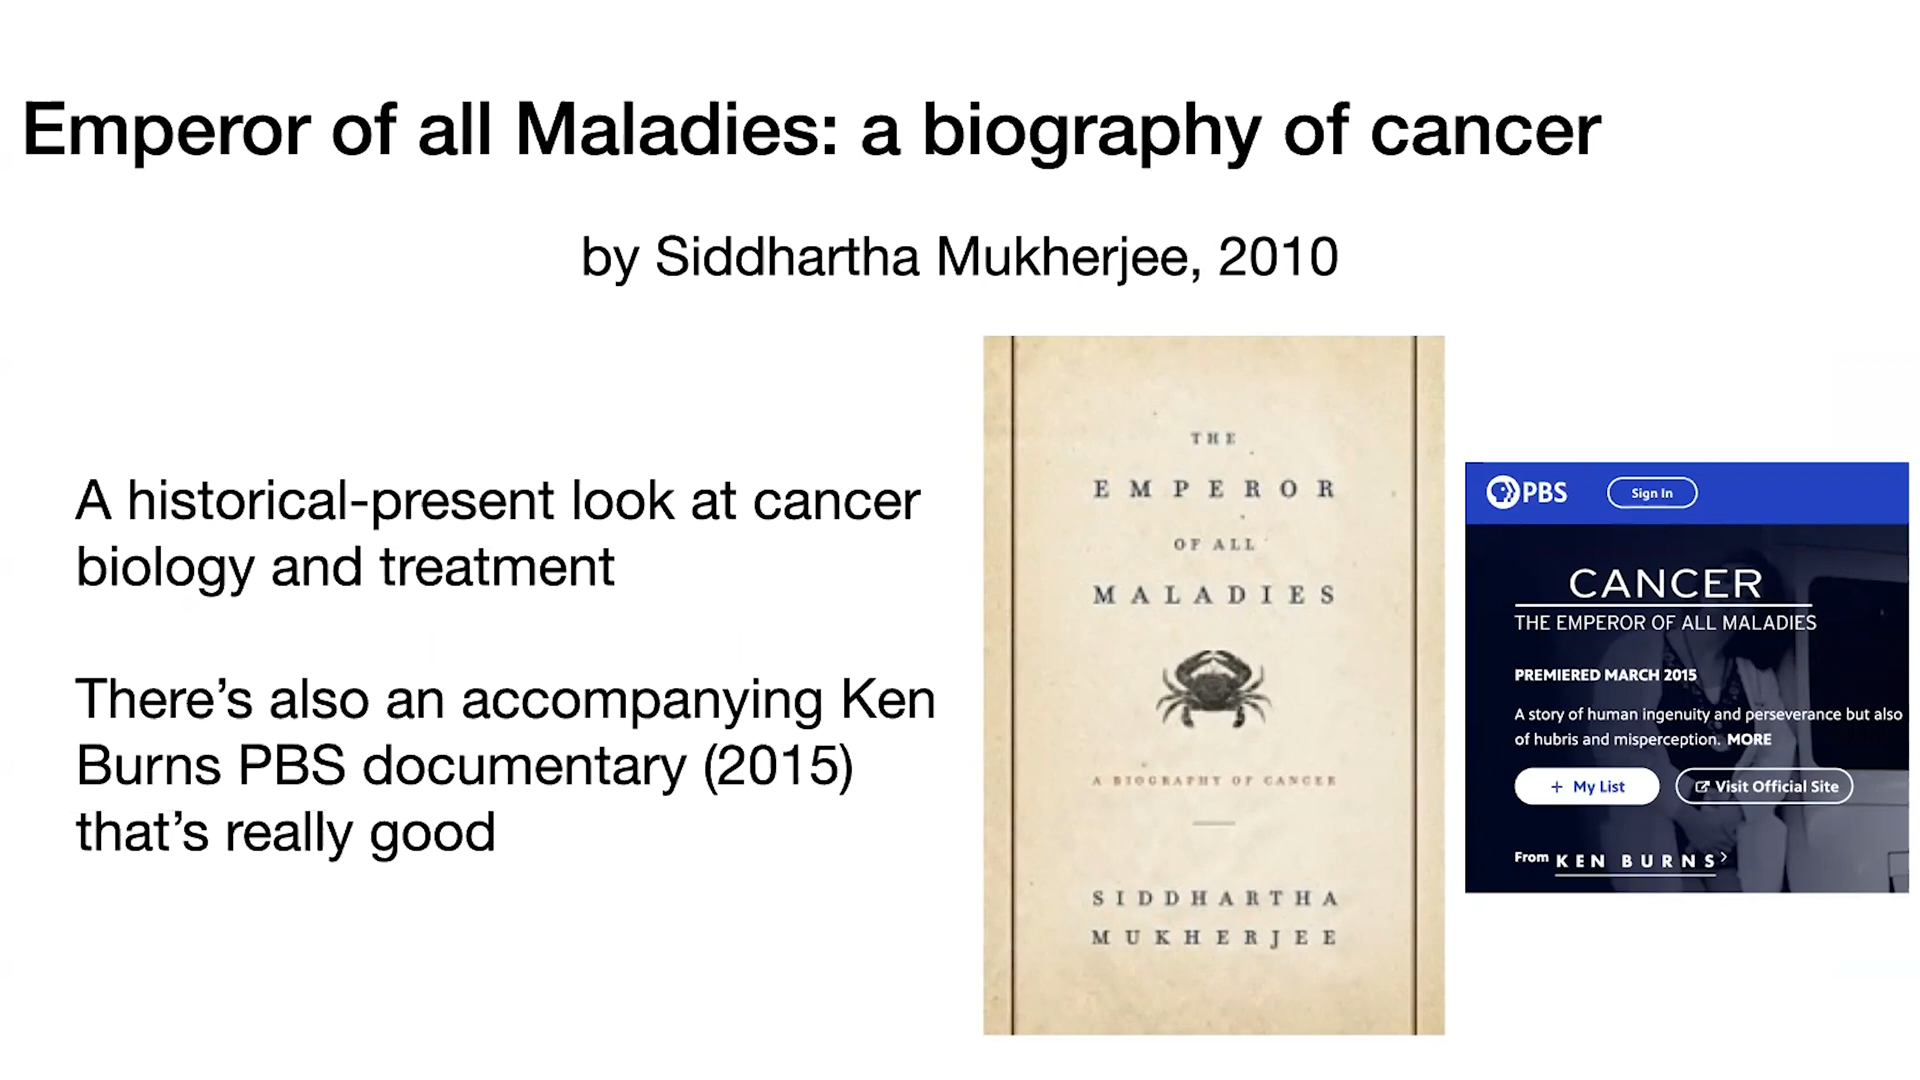 Emperor of all Maladies: a biography of cancer
by Siddhartha Mukherjee, 2010
A historical-present look at cancer
biology and treatment
There’s also an accompanying Ken
Burns PBS documentary (2015)
that’s really good
THE
EMPEROR
OF ALL
MALADIES
A BIOGRAPHY OF CANCER
SIDDHARTHA
MUKHERJEE
PBS
Sign In
CANCER
THE EMPEROR OF ALL MALADIES
PREMIERED MARCH 2015
A story of human ingenuity and perseverance but also
of hubris and misperception. MORE
+ My List
Visit Official Site
From KEN BURNS >